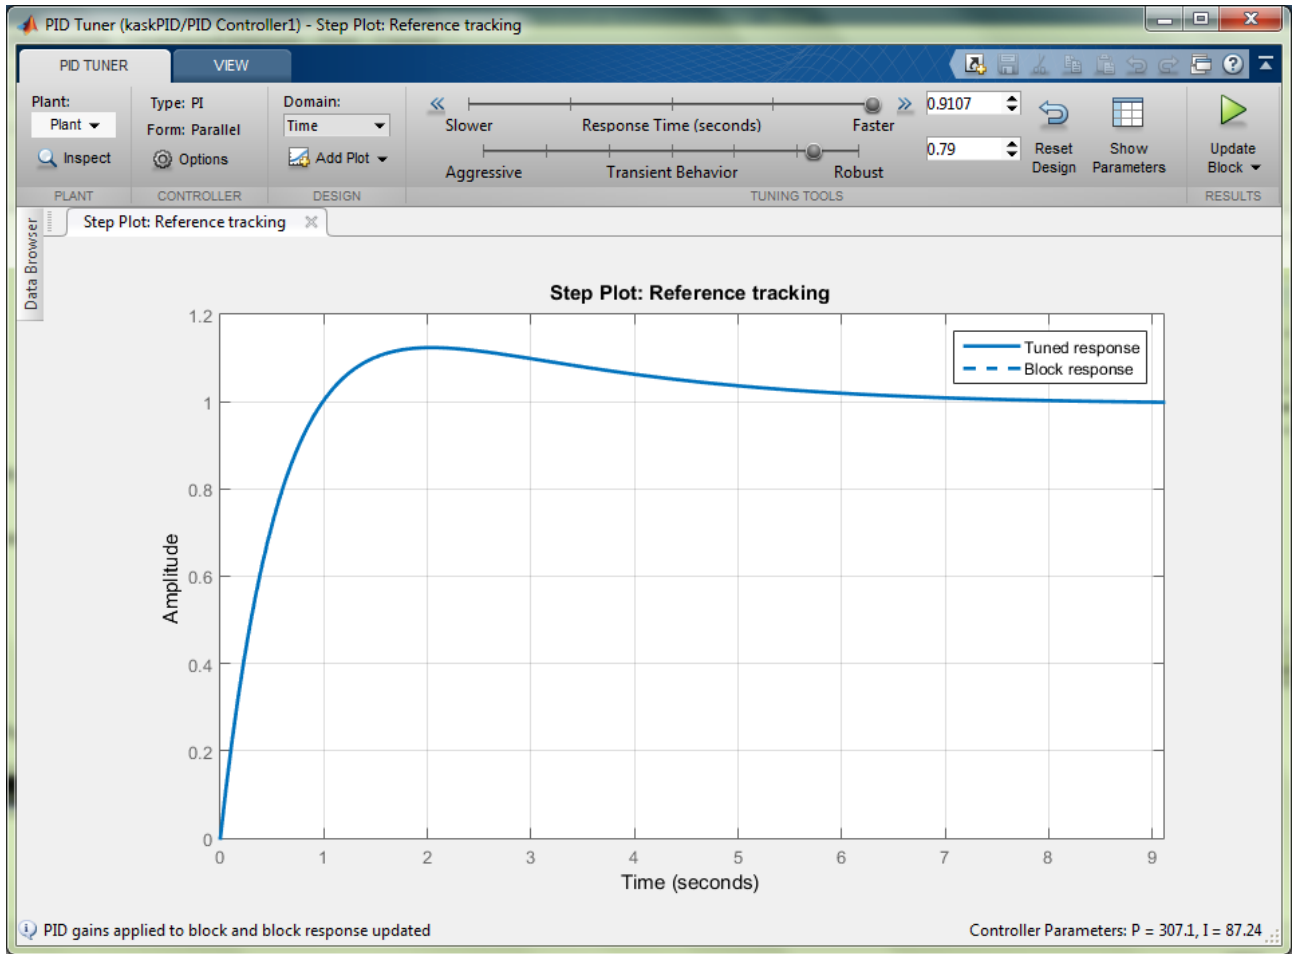 PID Tuner (kaskPID/PID Controller1) - Step Plot: Reference tracking
PID TUNER
VIEW
Plant:
Plant
Inspect
PLANT
Type: PI
Form: Parallel
Options
CONTROLLER
Domain:
Time
Add Plot
DESIGN
Slower
Response Time (seconds)
Faster
0.9107
Aggressive
Transient Behavior
Robust
0.79
TUNING TOOLS
Reset
Design
Show
Parameters
Update
Block
RESULTS
Data Browser
Step Plot: Reference tracking
Step Plot: Reference tracking
Tuned response
Block response
Amplitude
1.2
1
0.8
0.6
0.4
0.2
0
0 1 2 3 4 5 6 7 8 9
Time (seconds)
PID gains applied to block and block response updated
Controller Parameters: P = 307.1, I = 87.24